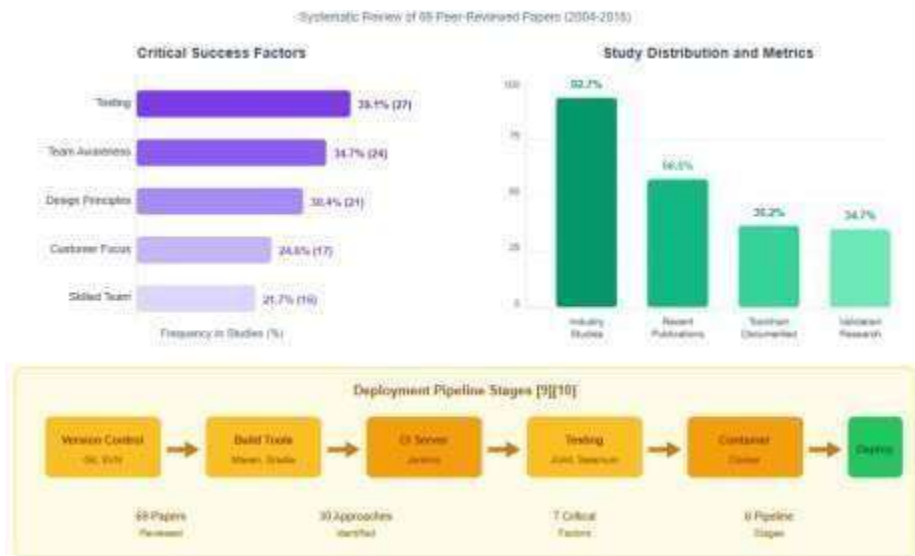 Systematic Review of 69 Peer-Reviewed Papers (2004-2016)
Critical Success Factors
Testing
39.1% (27)
Team Awareness
34.7% (24)
Design Principles
30.4% (21)
Customer Focus
24.6% (17)
Skilled Team
21.7% (15)
Frequency in Studies (%)
Study Distribution and Metrics
100
75
50
25
0
92.7%
34.7%
Industry
Studies
Recent
Publications
Toolchain
Documented
Validation
Research
Deployment Pipeline Stages [9][10]
Version Control
Git, SVN
Build Tools
Maven, Gradle
CI Server
Jenkins
Testing
JUnit, Selenium
Container
Docker
Deploy
69 Papers
Reviewed
30 Approaches
Identified
7 Critical
Factors
6 Pipeline
Stages